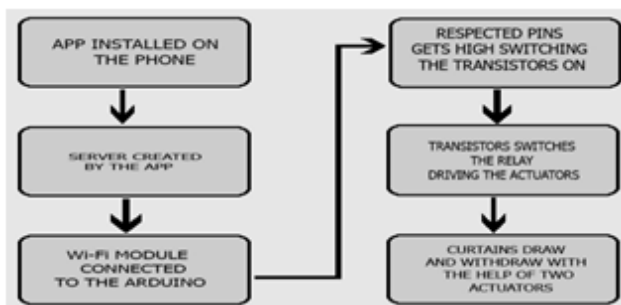 APP INSTALLED ON
THE PHONE
SERVER CREATED
BY THE APP
Wi-Fi MODULE
CONNECTED
TO THE ARDUINO
RESPECTED PINS
GETS HIGH SWITCHING
THE TRANSISTORS ON
TRANSISTORS SWITCHES
THE RELAY
DRIVING THE ACTUATORS
CURTAINS DRAW
AND WITHDRAW WITH
THE HELP OF TWO
ACTUATORS